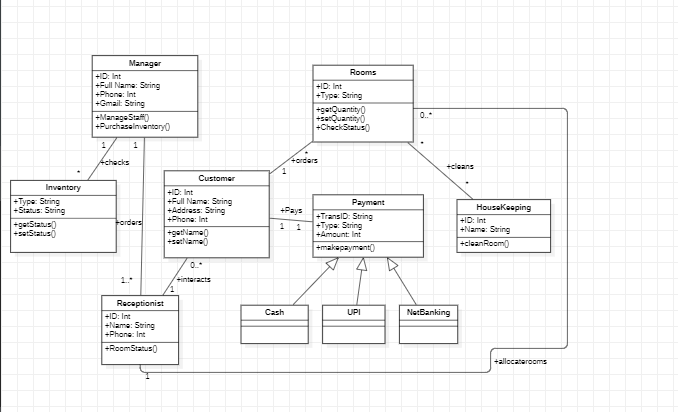 Manager
+ID: Int
+Full Name: String
+Phone: Int
+Gmail: String
+ManageStaff()
+PurchaseInventory()
Rooms
+ID: Int
+Type: String
+getQuantity()
+setQuantity()
+CheckStatus()
0..*
1
1
+checks
*
*
+orders
1
*
+cleans
*
Inventory
+Type: String
+Status: String
+getStatus()
+setStatus()
+orders
1..*
Customer
+ID: Int
+Full Name: String
+Address: String
+Phone: Int
+getName()
+setName()
+Pays
1
1
Payment
+TransID: String
+Type: String
+Amount: Int
+makepayment()
HouseKeeping
+ID: Int
+Name: String
+cleanRoom()
0..*
+interacts
1
Receptionist
+ID: Int
+Name: String
+Phone: Int
+RoomStatus()
1
Cash
UPI
NetBanking
+allocaterooms